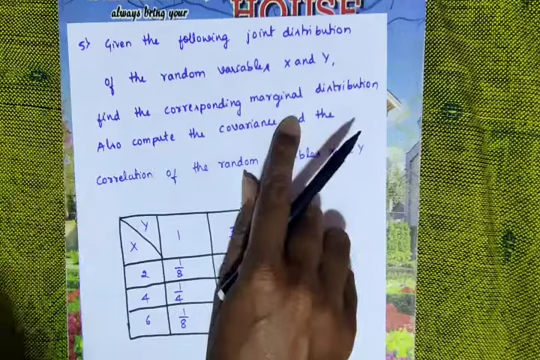 always bring your
HOUSE
5) Given the following joint distribution
of the random variables X and Y,
find the corresponding marginal distribution
Also compute the covariance the
Correlation of the random Y
Y
X
1
2 1/8
4 1/4
6 1/8